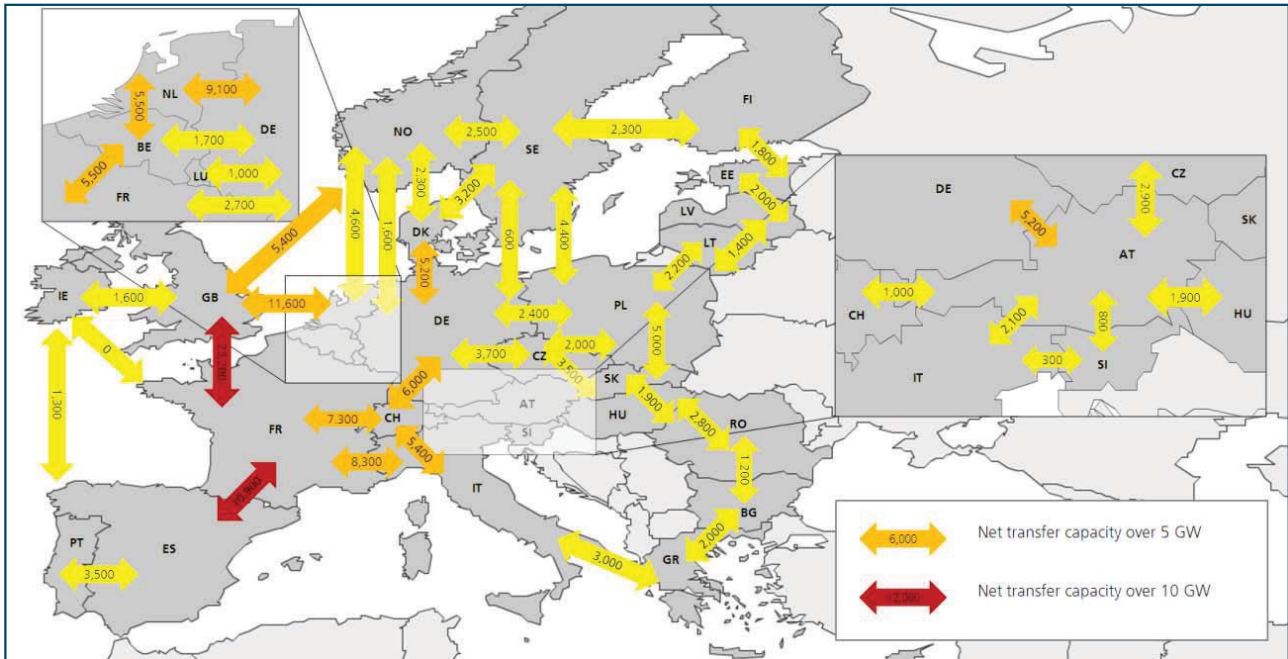 NL
9,100
5,500
DE
BE
1,700
LU
1,000
5,500
FR
2,700
FI
NO
2,500
SE
2,300
1,800
EE
2,000
LV
LT
1,400
2,200
2,300
3,200
4,600
1,600
600
4,400
DK
5,200
5,400
IE
1,600
GB
11,600
DE
2 400
PL
5,000
0
1,300
3,700
CZ
2,000
3,500
6,000
SK
1,900
AT
SI
HU
2,800
RO
FR
7.300
CH
5,400
8,300
1,200
10,900
IT
BG
2,000
PT
ES
3,500
GR
3,000
DE
CZ
2,900
SK
5,200
AT
1,000
CH
1,900
HU
2,100
800
300
SI
IT
6,000
Net transfer capacity over 5 GW
12,000
Net transfer capacity over 10 GW